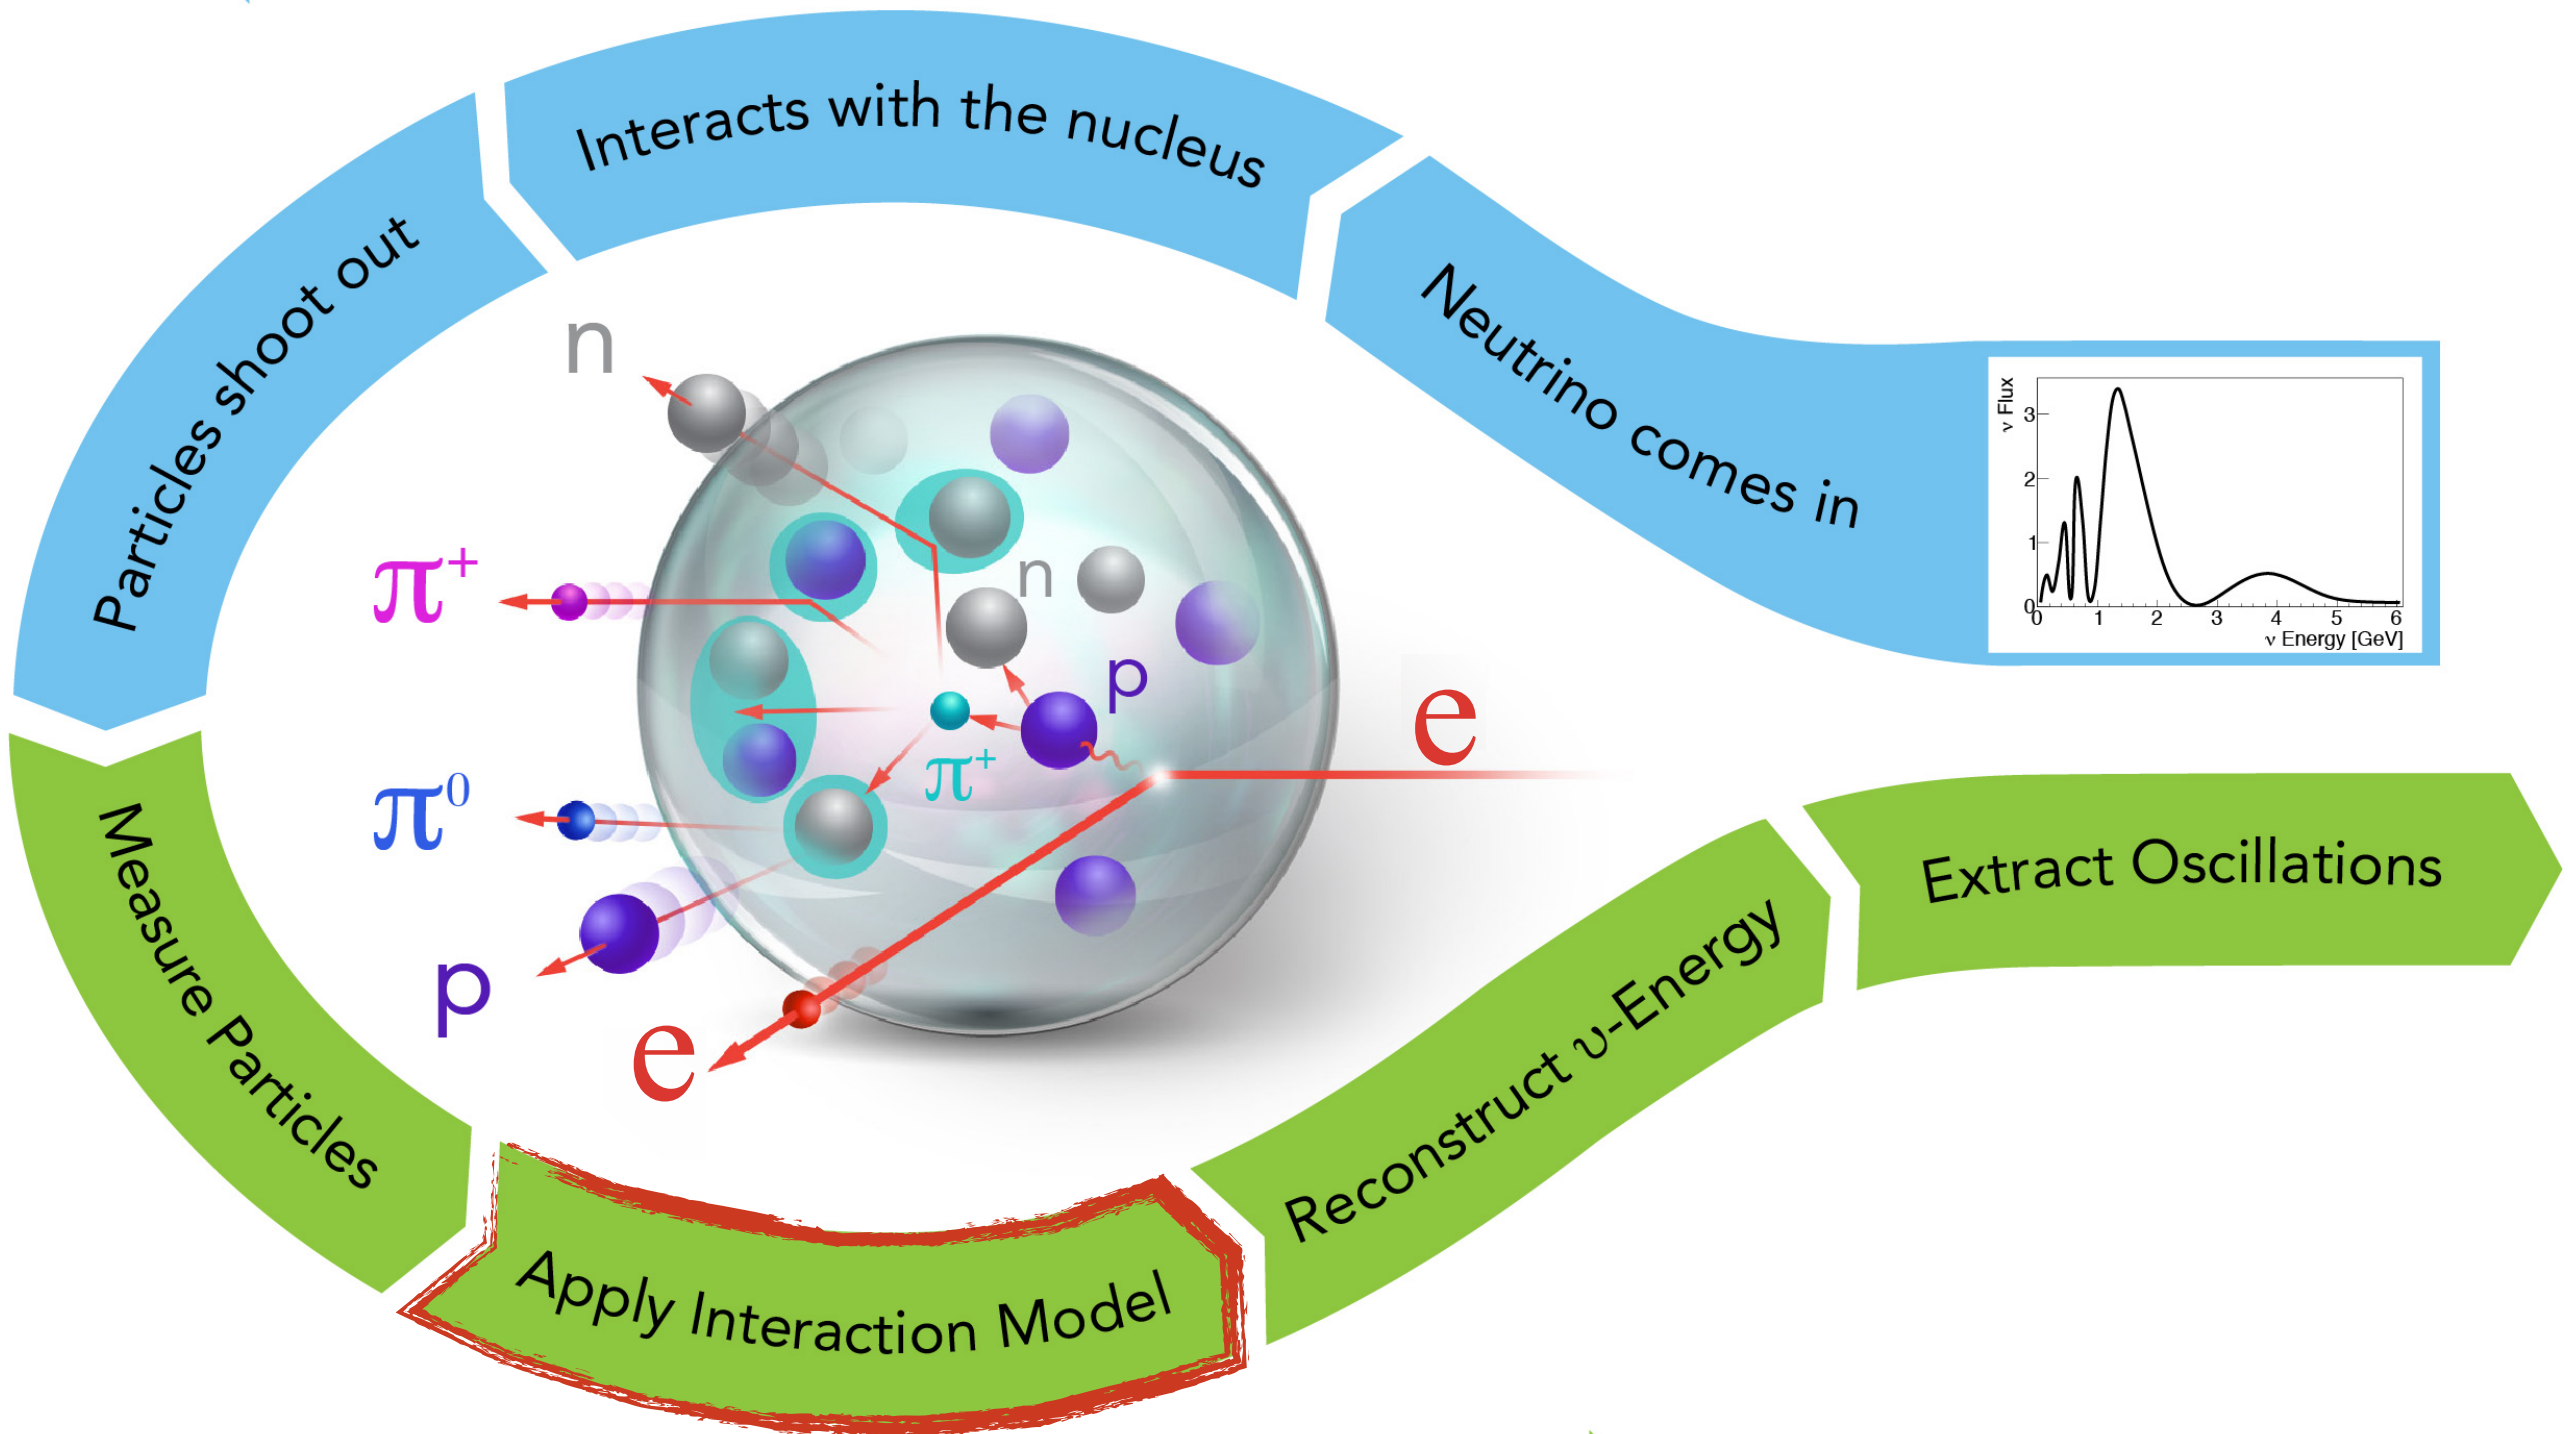 Neutrino comes in
Interacts with the nucleus
Particles shoot out
Measure Particles
Apply Interaction Model
Reconstruct υ-Energy
Extract Oscillations
ν Flux
3
2
1
0
0 1 2 3 4 5 6
ν Energy [GeV]
n
π+
π0
p
e
n
p
π+
e